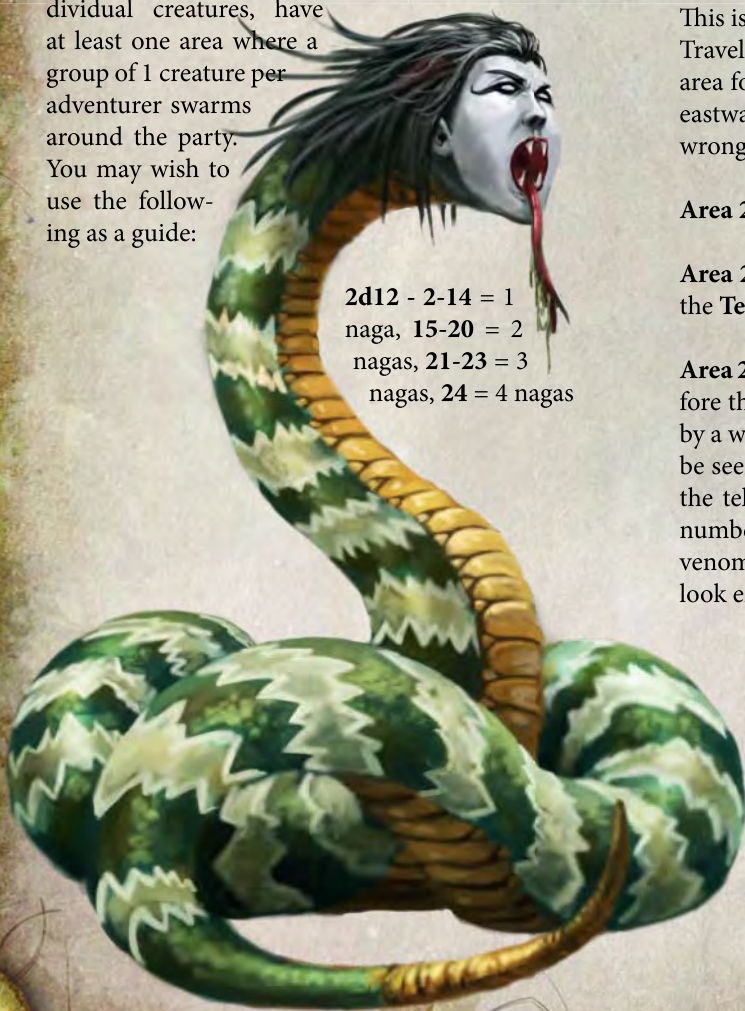 dividual creatures, have
at least one area where a
group of 1 creature per
adventurer swarms
around the party.
You may wish to
use the follow-
ing as a guide:
2d12 - 2-14 = 1
naga, 15-20 = 2
nagas, 21-23 = 3
nagas, 24 = 4 nagas
This is
Travel
area fo
eastwa
wrong
Area 2
Area 2
the Te
Area 2
fore th
by a w
be see
the tel
numbe
venom
look e